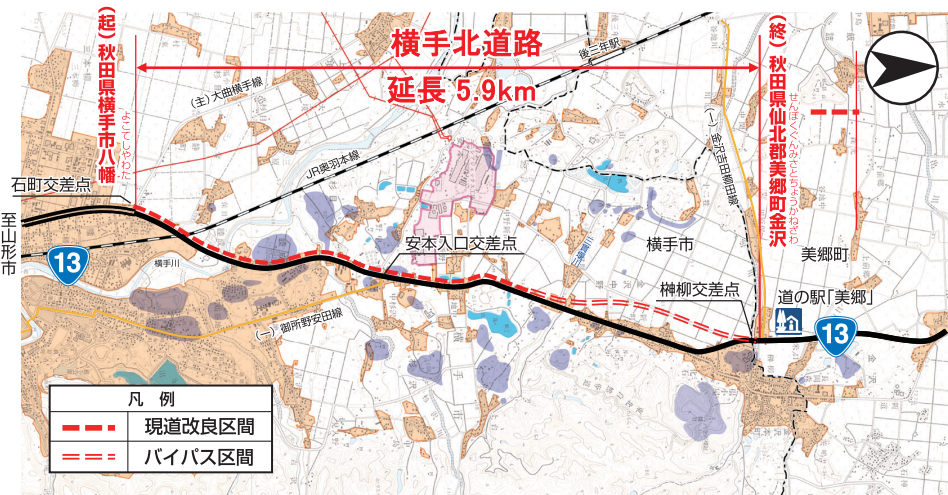 (起)秋田県横手市八幡
よこてしやわた
横手北道路
延長 5.9km
(終)秋田県仙北郡美郷町金沢
せんぼくぐんみさとちょうかねざわ
後三年駅
(主)大曲横手線
JR奥羽本線
(一)金沢吉田柳田線
石町交差点
至山形市
13
横手川
安本入口交差点
横手市
美郷町
榊柳交差点
道の駅「美郷」
13
(一)御所野安田線
凡 例
現道改良区間
バイパス区間